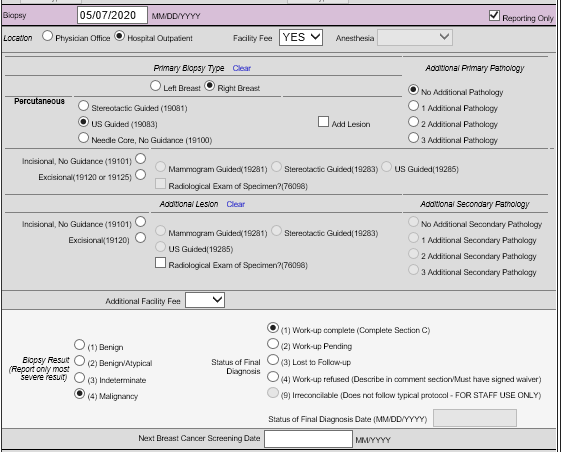 Biopsy 05/07/2020 MM/DD/YYYY Reporting Only
Location Physician Office Hospital Outpatient Facility Fee YES Anesthesia
Primary Biopsy Type Clear Additional Primary Pathology
Left Breast Right Breast No Additional Pathology
Percutaneous Stereotactic Guided (19081) 1 Additional Pathology
US Guided (19083) Add Lesion 2 Additional Pathology
Needle Core, No Guidance (19100) 3 Additional Pathology
Incisional, No Guidance (19101) Mammogram Guided(19281) Stereotactic Guided(19283) US Guided(19285)
Excisional(19120 or 19125) Radiological Exam of Specimen?(76098)
Additional Lesion Clear Additional Secondary Pathology
Incisional, No Guidance (19101) Mammogram Guided(19281) Stereotactic Guided(19283) No Additional Secondary Pathology
Excisional(19120) 1 Additional Secondary Pathology
US Guided(19285) 2 Additional Secondary Pathology
Radiological Exam of Specimen?(76098) 3 Additional Secondary Pathology
Additional Facility Fee
Biopsy Result
(Report only most
severe result)
(1) Benign
(2) Benign/Atypical
(3) Indeterminate
(4) Malignancy
Status of Final
Diagnosis
(1) Work-up complete (Complete Section C)
(2) Work-up Pending
(3) Lost to Follow-up
(4) Work-up refused (Describe in comment section/Must have signed waiver)
(9) Irreconcilable (Does not follow typical protocol - FOR STAFF USE ONLY)
Status of Final Diagnosis Date (MM/DD/YYYY)
Next Breast Cancer Screening Date MM/YYYY